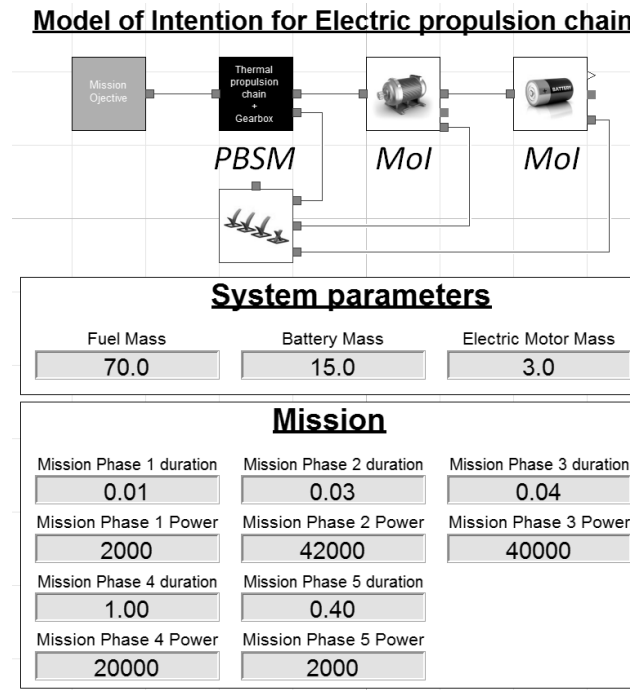 Model of Intention for Electric propulsion chain
Mission
Ojective
Thermal
propulsion
chain
+
Gearbox
BATTERY
PBSM
MoI
MoI
System parameters
Fuel Mass
Battery Mass
Electric Motor Mass
70.0
15.0
3.0
Mission
Mission Phase 1 duration
Mission Phase 2 duration
Mission Phase 3 duration
0.01
0.03
0.04
Mission Phase 1 Power
Mission Phase 2 Power
Mission Phase 3 Power
2000
42000
40000
Mission Phase 4 duration
Mission Phase 5 duration
1.00
0.40
Mission Phase 4 Power
Mission Phase 5 Power
20000
2000